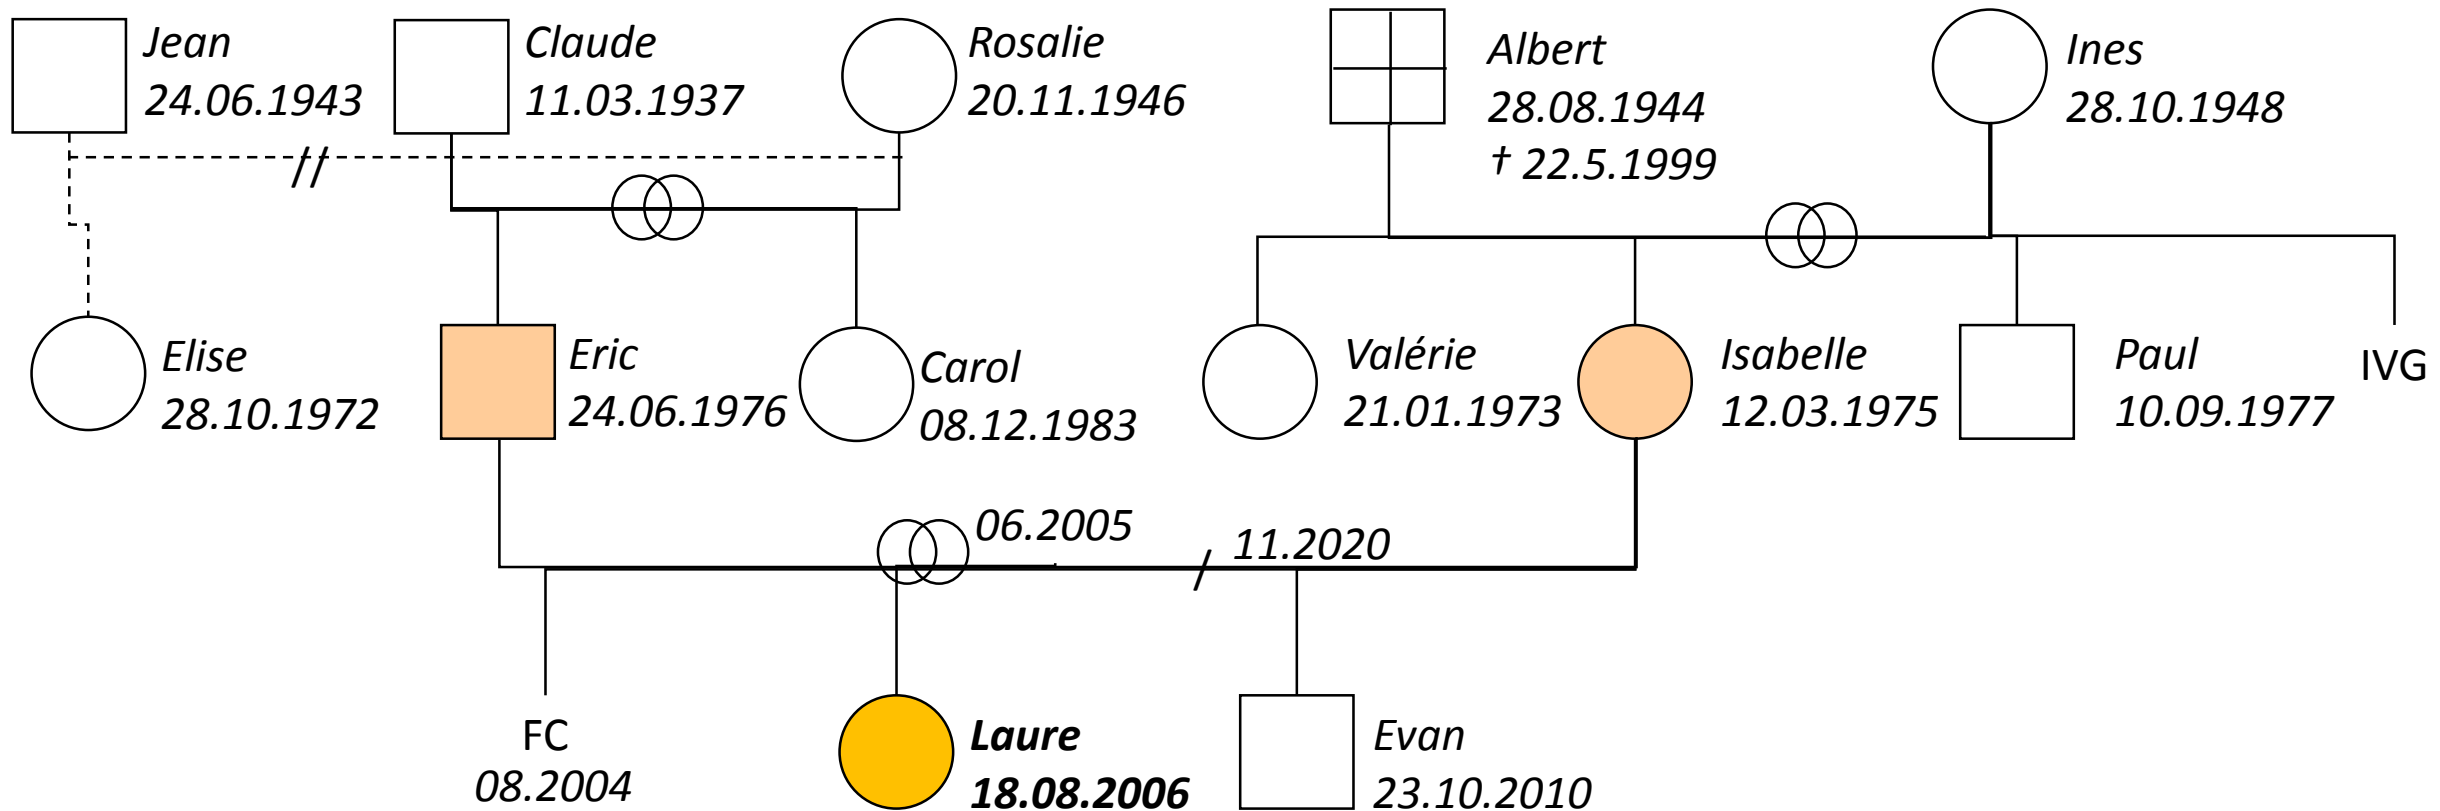 Jean
24.06.1943
Claude
11.03.1937
Rosalie
20.11.1946
Albert
28.08.1944
† 22.5.1999
Ines
28.10.1948
//
Elise
28.10.1972
Eric
24.06.1976
Carol
08.12.1983
Valérie
21.01.1973
Isabelle
12.03.1975
Paul
10.09.1977
IVG
06.2005
/
11.2020
FC
08.2004
Laure
18.08.2006
Evan
23.10.2010